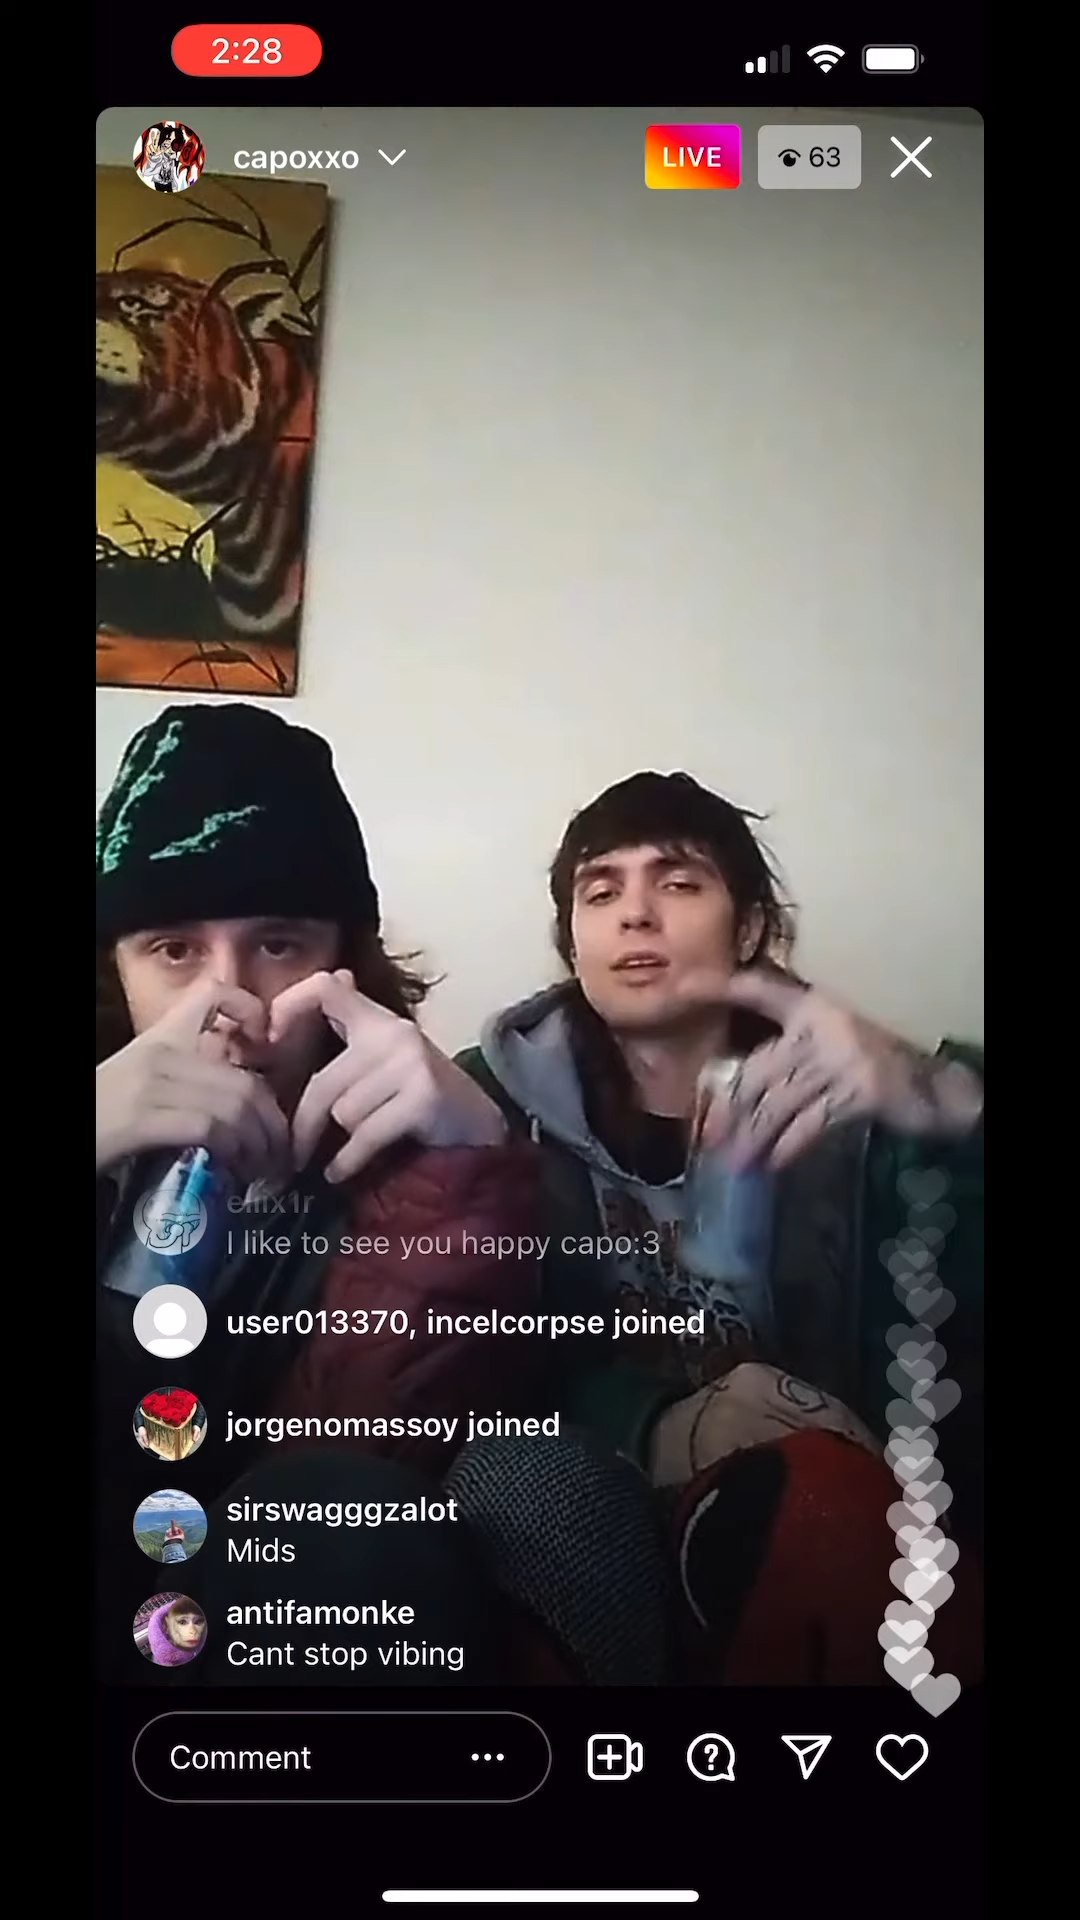 2:28
capoxxo
LIVE
63
ellix1r
I like to see you happy capo:3
user013370, incelcorpse joined
jorgenomassoy joined
sirswagggzalot
Mids
antifamonke
Cant stop vibing
Comment